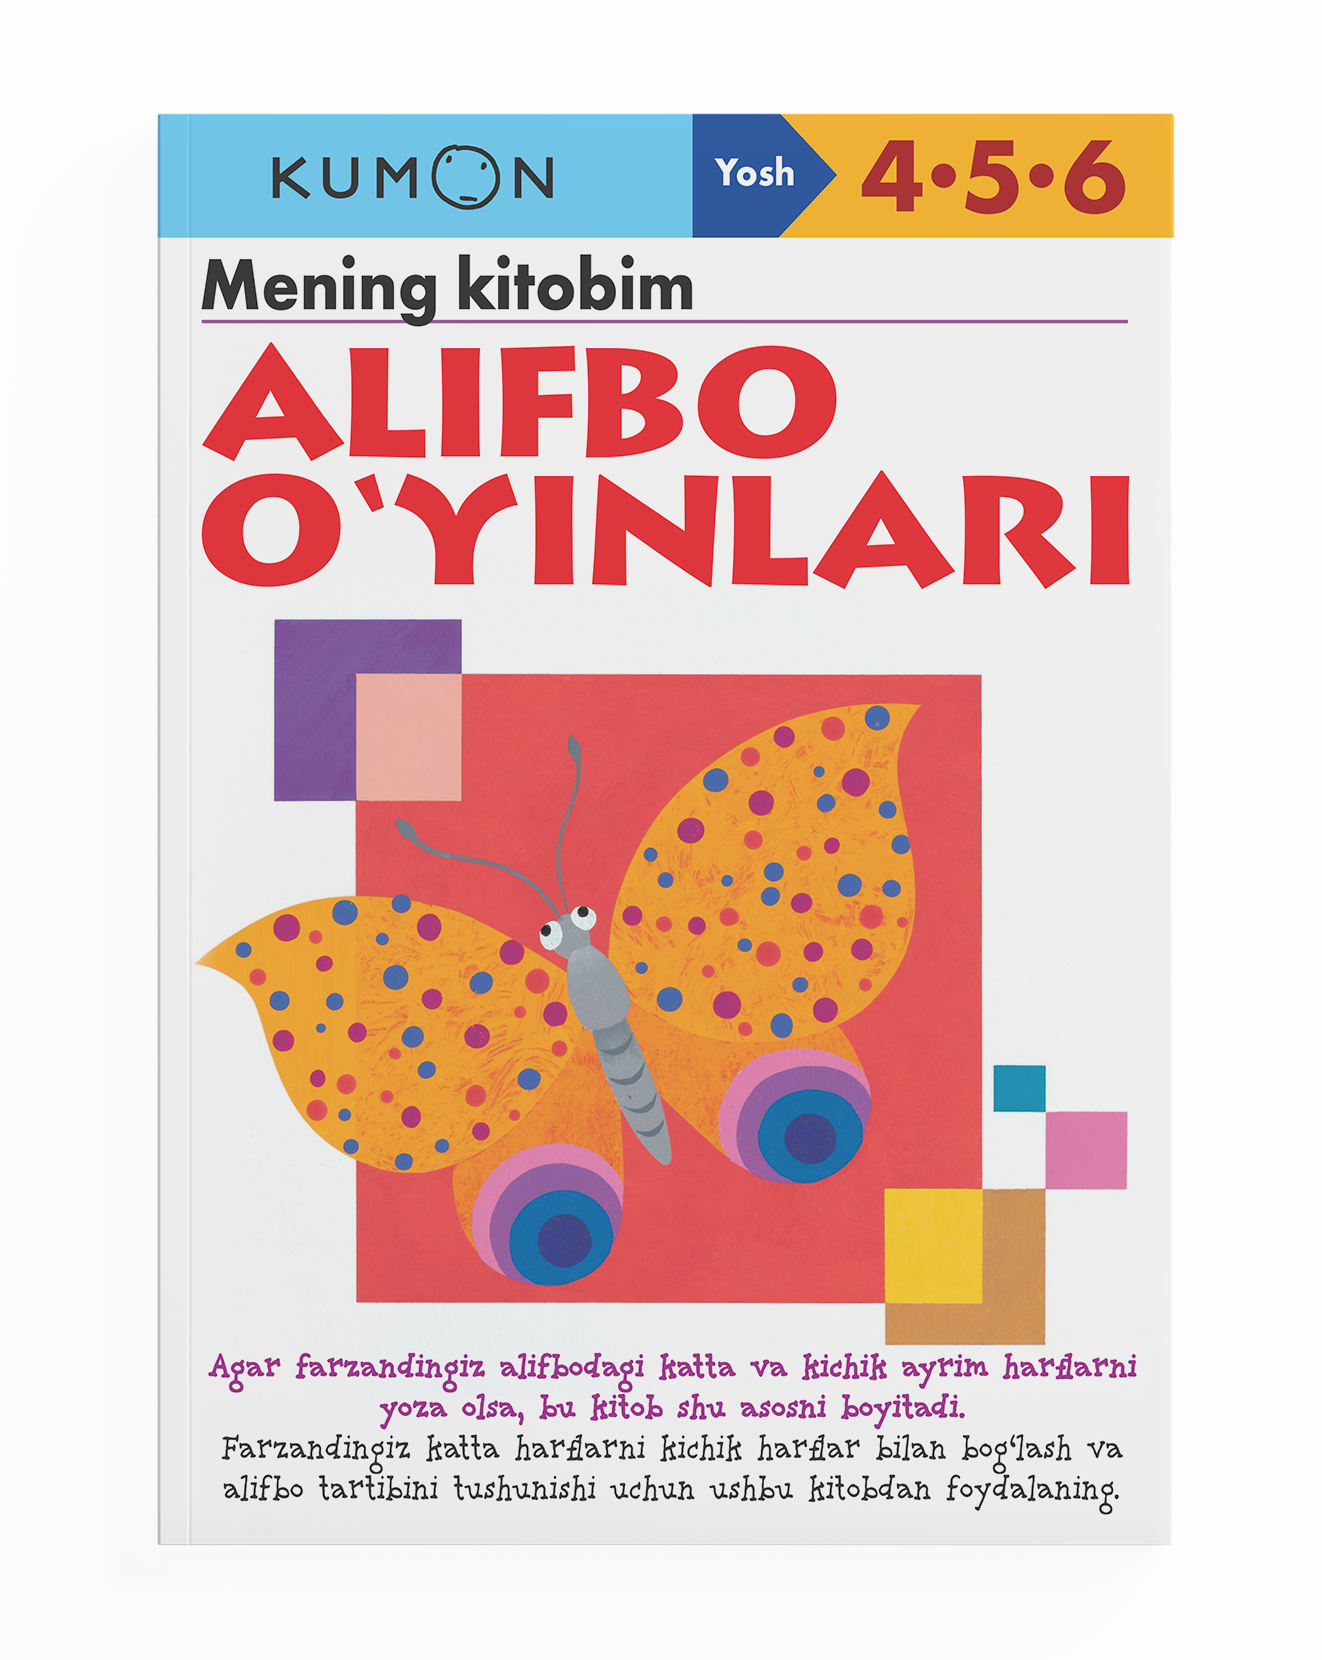 KUMON
Yosh 4•5•6
Mening kitobim
ALIFBO
O‘YINLARI
Agar farzandingiz alifbodagi katta va kichik ayrim harflarni
yoza olsa, bu kitob shu asosni boyitadi.
Farzandingiz katta harflarni kichik harflar bilan bog‘lash va
alifbo tartibini tushunishi uchun ushbu kitobdan foydalaning.